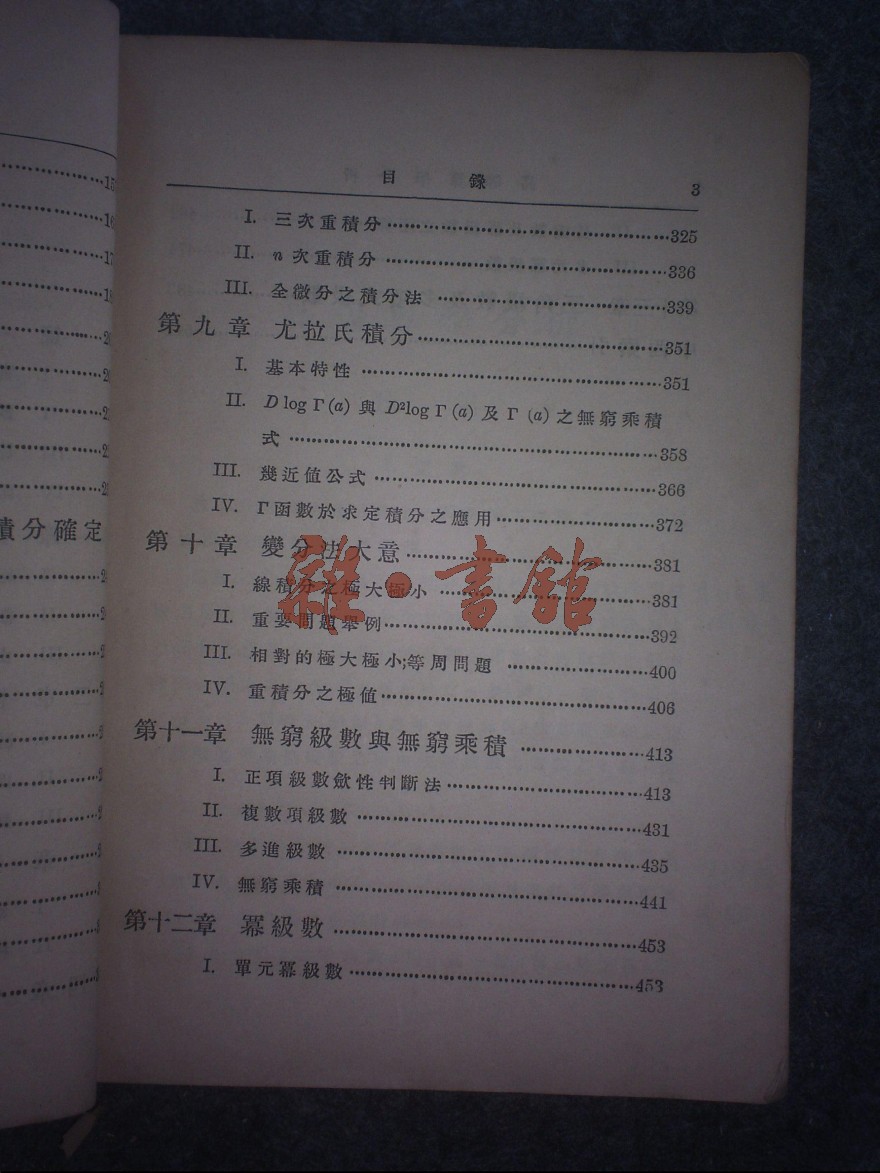 目 錄 3
I. 三次重積分 325
II. n 次重積分 336
III. 全微分之積分法 339
第九章 尤拉氏積分 351
I. 基本特性 351
II. D log Γ (a) 與 D²log Γ (a) 及 Γ (a) 之無窮乘積
式 358
III. 幾近值公式 366
IV. Γ函數於求定積分之應用 372
第十章 變分法大意 381
I. 線積分之極大極小 381
II. 重要問題舉例 392
III. 相對的極大極小;等周問題 400
IV. 重積分之極值 406
第十一章 無窮級數與無窮乘積 413
I. 正項級數斂性判斷法 413
II. 複數項級數 431
III. 多進級數 435
IV. 無窮乘積 441
第十二章 冪級數 453
I. 單元冪級數 453
積分確定
雜·書館